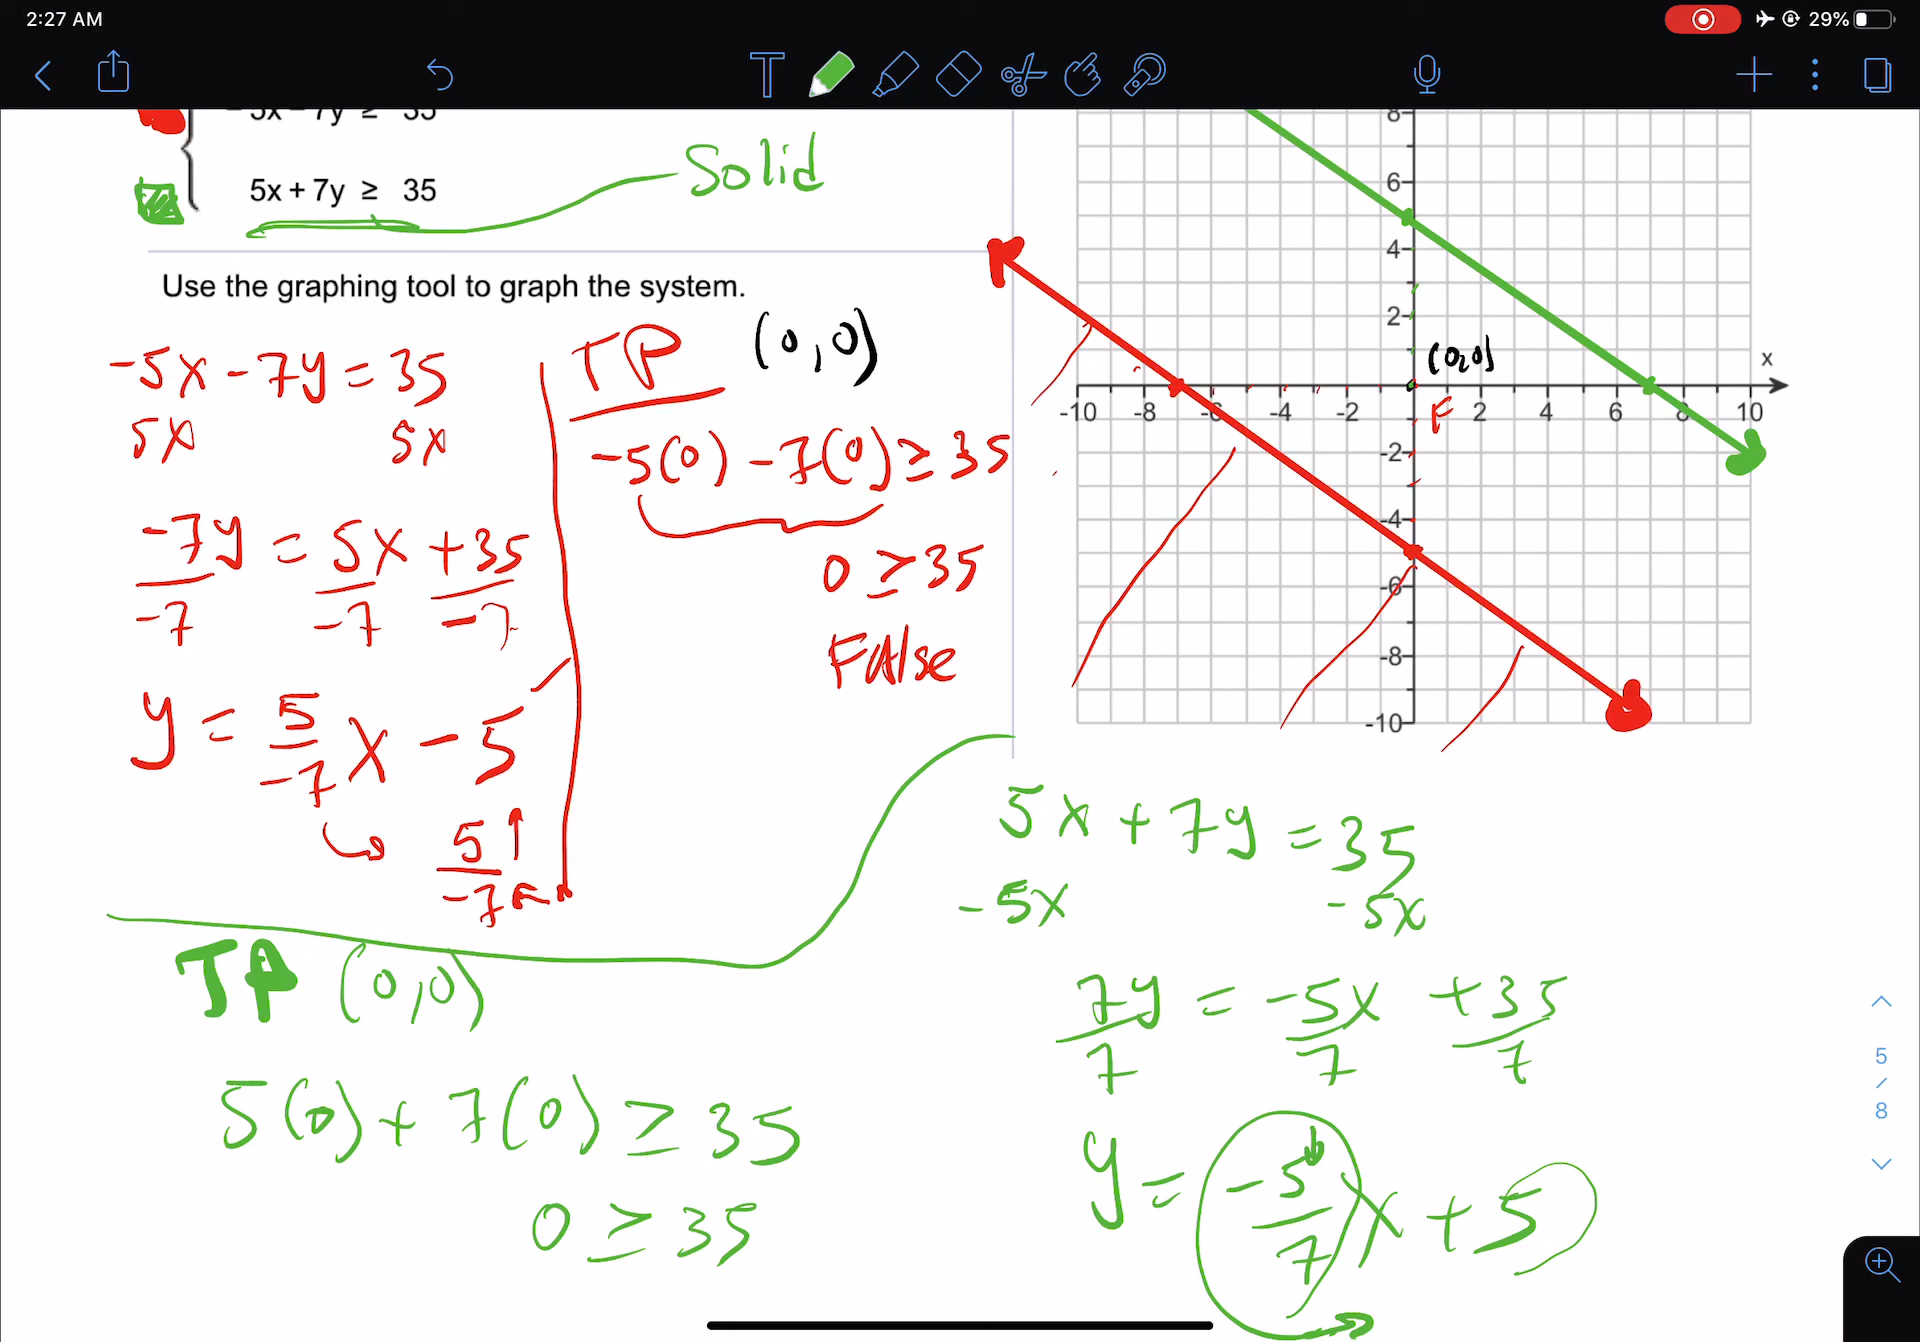 2:27 AM
29%
- 5x - 7y ≥ 35
5x + 7y ≥ 35
Solid
Use the graphing tool to graph the system.
-5x - 7y = 35
5x 5x
-7y = 5x + 35
-7 -7 -7
y = 5/-7 x - 5
5↑
-7←
TP (0,0)
-5(0) - 7(0) ≥ 35
0 ≥ 35
False
8
6
4
2
(0,0)
x
-10 -8 -6 -4 -2 F 2 4 6 8 10
-2
-4
-6
-8
-10
5x + 7y = 35
-5x -5x
7y = -5x + 35
7 7 7
y = -5/7 x + 5
TP (0,0)
5(0) + 7(0) ≥ 35
0 ≥ 35
5
/
8